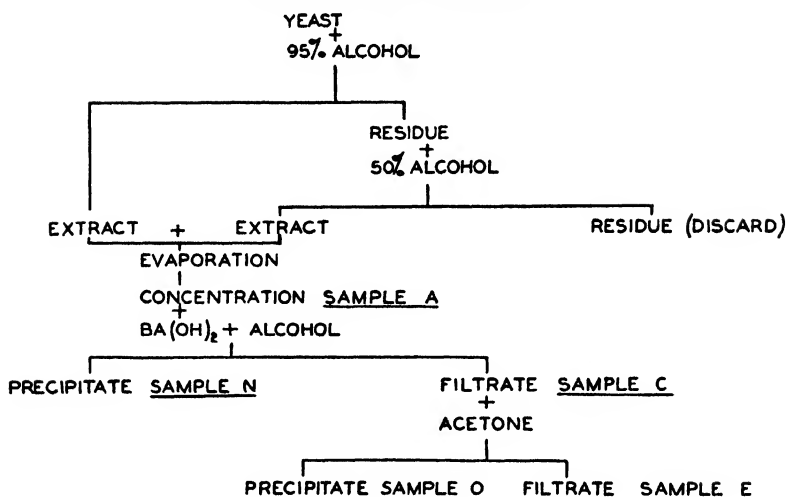 YEAST
+
95% ALCOHOL
RESIDUE
+
50% ALCOHOL
EXTRACT + EXTRACT RESIDUE (DISCARD)
EVAPORATION
CONCENTRATION SAMPLE A
+
BA(OH)₂ + ALCOHOL
PRECIPITATE SAMPLE N FILTRATE SAMPLE C
+
ACETONE
PRECIPITATE SAMPLE O FILTRATE SAMPLE E